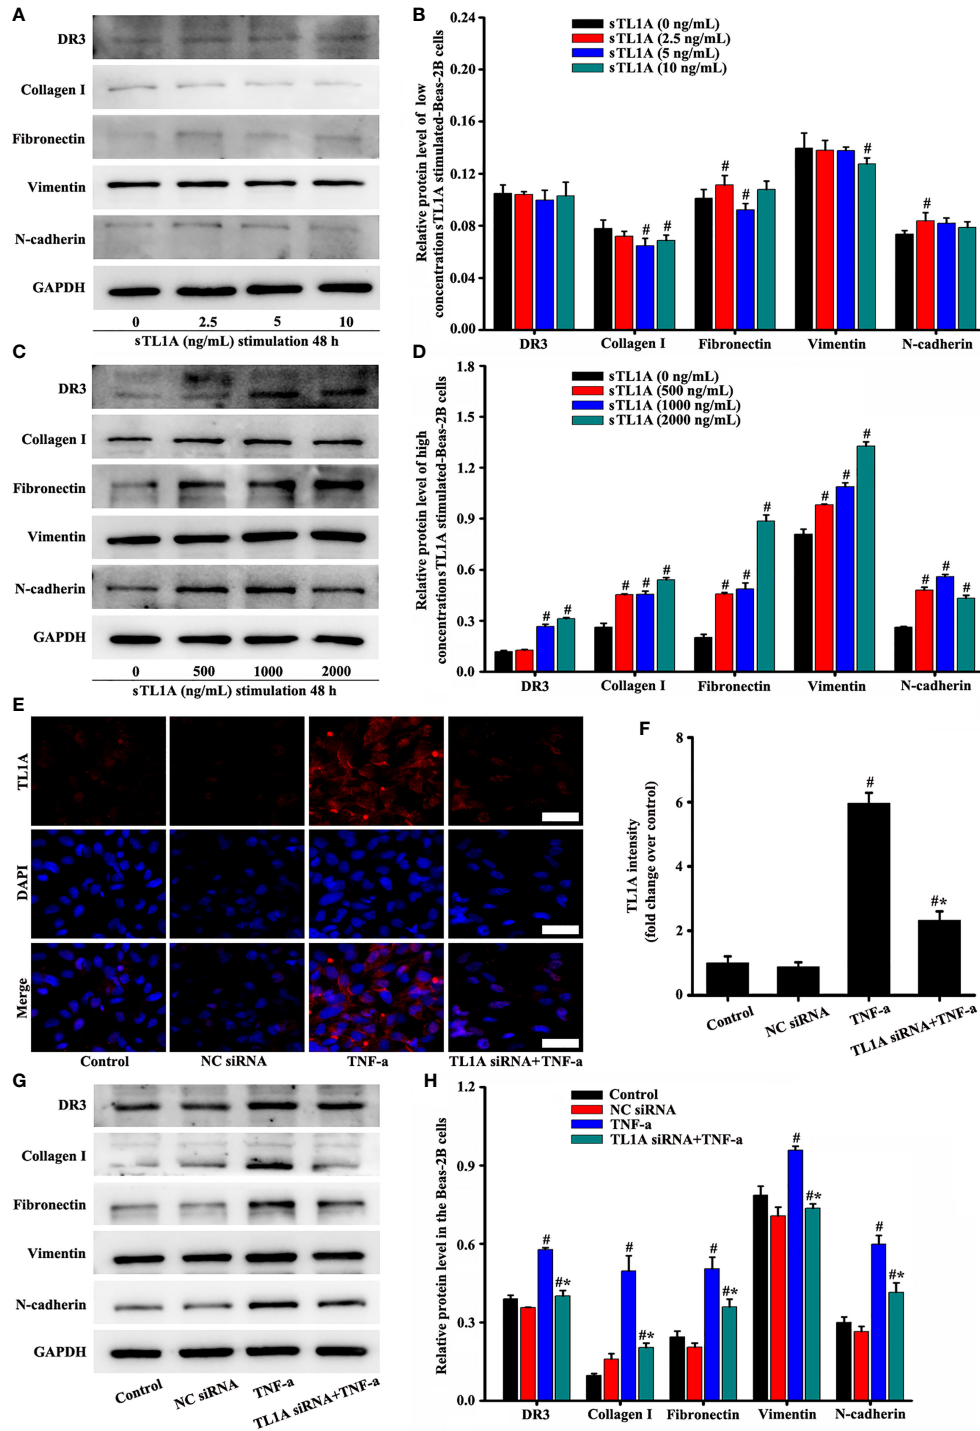 A
DR3
Collagen I
Fibronectin
Vimentin
N-cadherin
GAPDH
0 2.5 5 10
sTL1A (ng/mL) stimulation 48 h
B
Relative protein level of low
concentration sTL1A stimulated-Beas-2B cells
0.24
0.20
0.16
0.12
0.08
0.04
0.00
sTL1A (0 ng/mL)
sTL1A (2.5 ng/mL)
sTL1A (5 ng/mL)
sTL1A (10 ng/mL)
# # # # # # #
DR3 Collagen I Fibronectin Vimentin N-cadherin
C
DR3
Collagen I
Fibronectin
Vimentin
N-cadherin
GAPDH
0 500 1000 2000
sTL1A (ng/mL) stimulation 48 h
D
Relative protein level of high
concentration sTL1A stimulated-Beas-2B cells
1.8
1.5
1.2
0.9
0.6
0.3
0.0
sTL1A (0 ng/mL)
sTL1A (500 ng/mL)
sTL1A (1000 ng/mL)
sTL1A (2000 ng/mL)
# # # # # # # # # # # # # #
DR3 Collagen I Fibronectin Vimentin N-cadherin
E
TL1A
DAPI
Merge
Control NC siRNA TNF-a TL1A siRNA+TNF-a
F
TL1A intensity
(fold change over control)
8
6
4
2
0
#
#*
Control NC siRNA TNF-a TL1A siRNA+TNF-a
G
DR3
Collagen I
Fibronectin
Vimentin
N-cadherin
GAPDH
Control NC siRNA TNF-a TL1A siRNA+TNF-a
H
Relative protein level in the Beas-2B cells
1.2
0.9
0.6
0.3
0.0
Control
NC siRNA
TNF-a
TL1A siRNA+TNF-a
# #* # #* # #* # #* # #*
DR3 Collagen I Fibronectin Vimentin N-cadherin